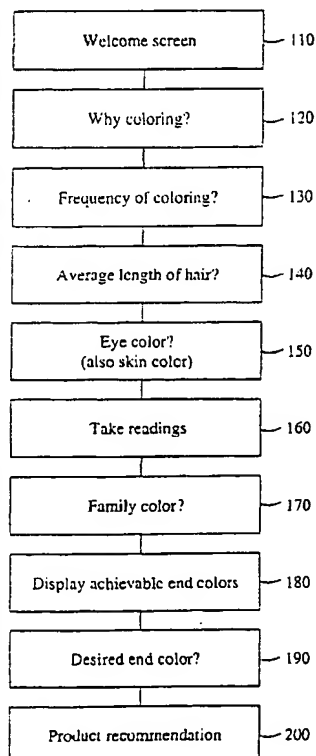 Welcome screen 110
Why coloring? 120
Frequency of coloring? 130
Average length of hair? 140
Eye color? 150
(also skin color)
Take readings 160
Family color? 170
Display achievable end colors 180
Desired end color? 190
Product recommendation 200